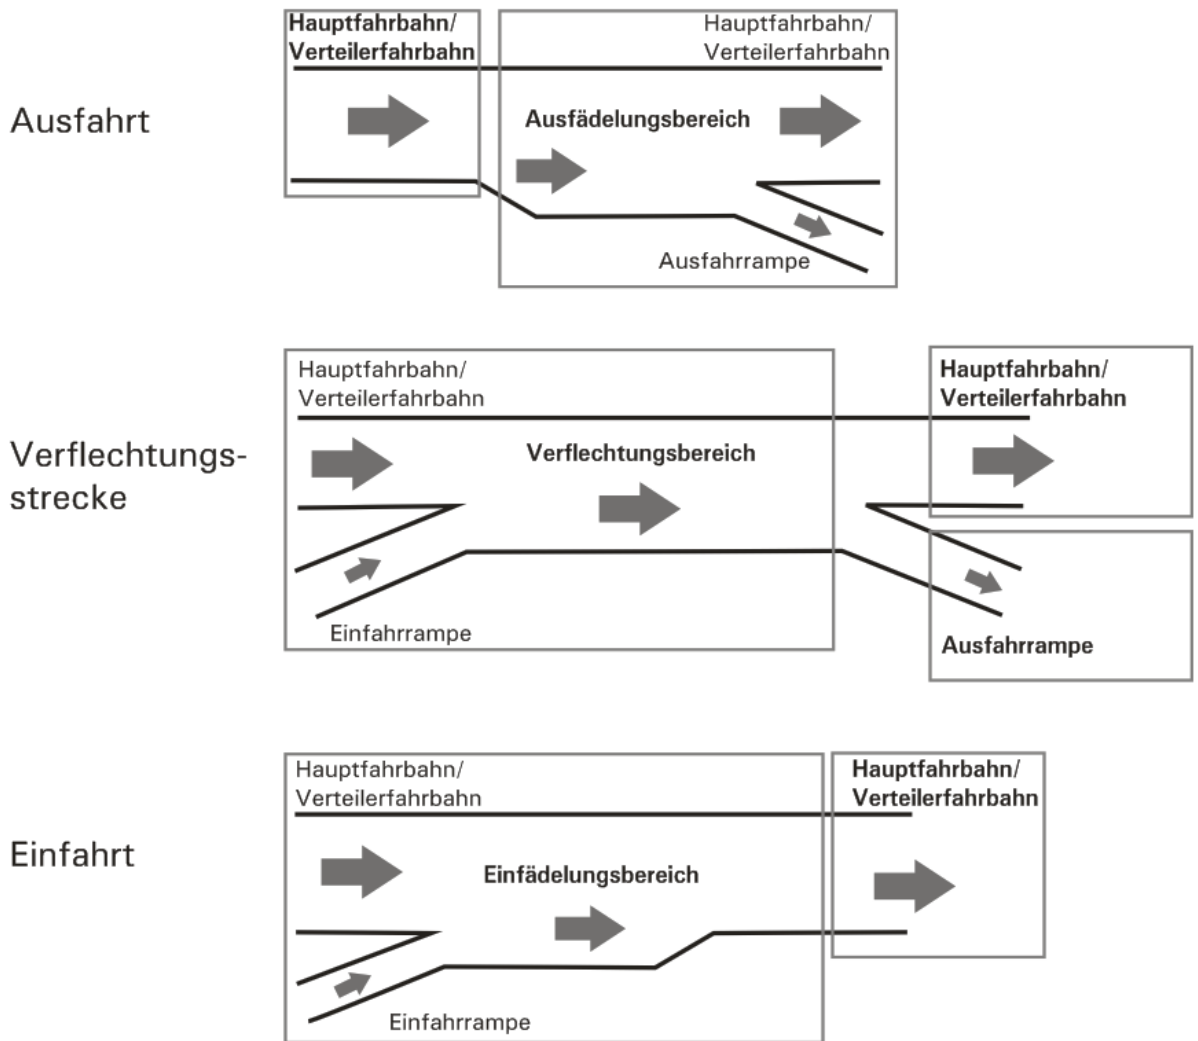 Ausfahrt
Hauptfahrbahn/
Verteilerfahrbahn
Hauptfahrbahn/
Verteilerfahrbahn
Ausfädelungsbereich
Ausfahrrampe
Verflechtungs-
strecke
Hauptfahrbahn/
Verteilerfahrbahn
Verflechtungsbereich
Einfahrrampe
Hauptfahrbahn/
Verteilerfahrbahn
Ausfahrrampe
Einfahrt
Hauptfahrbahn/
Verteilerfahrbahn
Einfädelungsbereich
Einfahrrampe
Hauptfahrbahn/
Verteilerfahrbahn